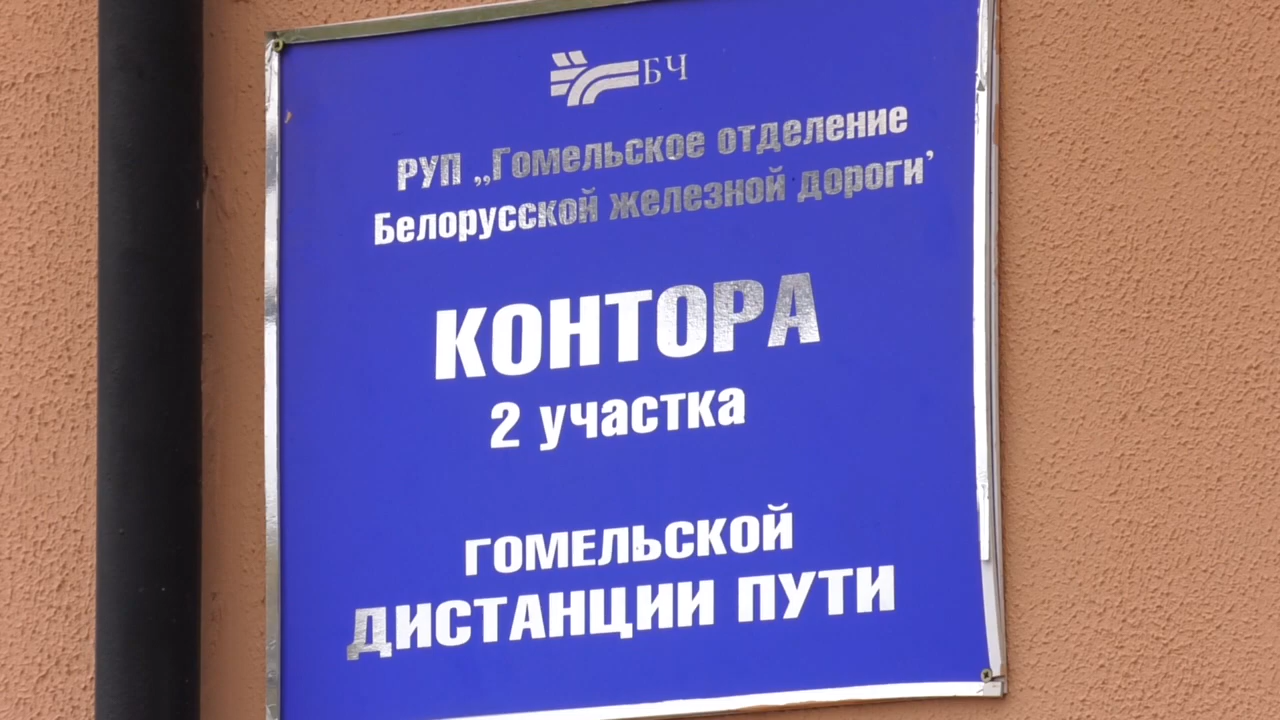 БЧ
РУП „Гомельское отделение
Белорусской железной дороги’
КОНТОРА
2 участка
ГОМЕЛЬСКОЙ
ДИСТАНЦИИ ПУТИ